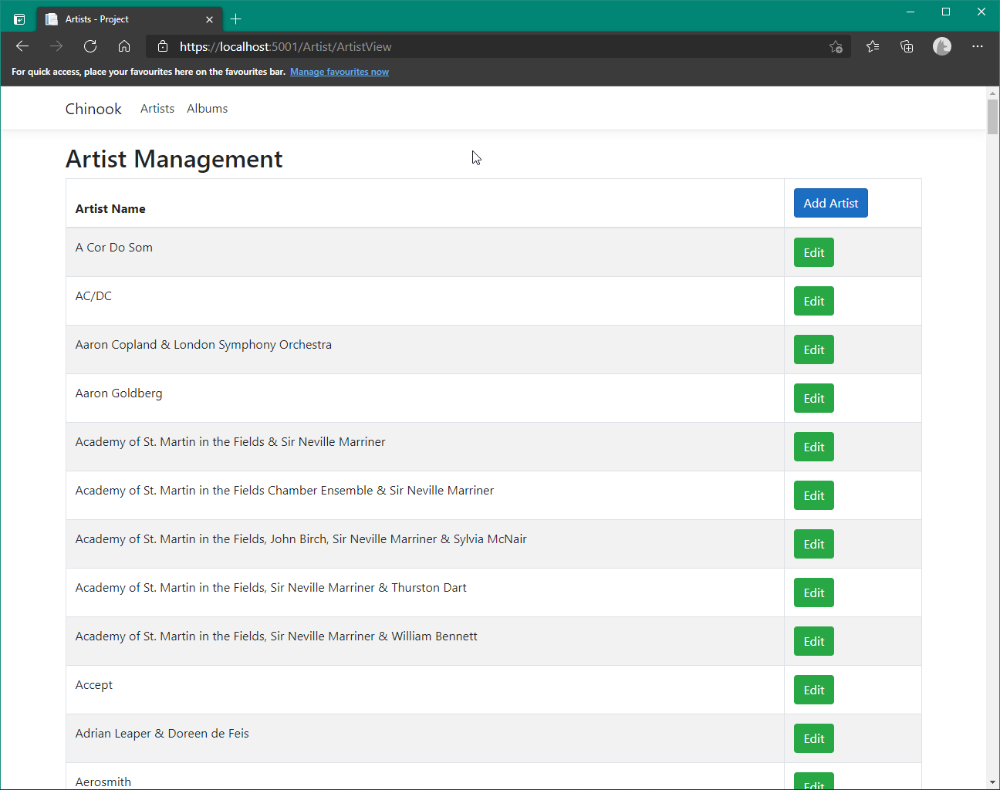 Artists - Project
https://localhost:5001/Artist/ArtistView
For quick access, place your favourites here on the favourites bar. Manage favourites now
Chinook Artists Albums
Artist Management
Artist Name Add Artist
A Cor Do Som Edit
AC/DC Edit
Aaron Copland & London Symphony Orchestra Edit
Aaron Goldberg Edit
Academy of St. Martin in the Fields & Sir Neville Marriner Edit
Academy of St. Martin in the Fields Chamber Ensemble & Sir Neville Marriner Edit
Academy of St. Martin in the Fields, John Birch, Sir Neville Marriner & Sylvia McNair Edit
Academy of St. Martin in the Fields, Sir Neville Marriner & Thurston Dart Edit
Academy of St. Martin in the Fields, Sir Neville Marriner & William Bennett Edit
Accept Edit
Adrian Leaper & Doreen de Feis Edit
Aerosmith Edit